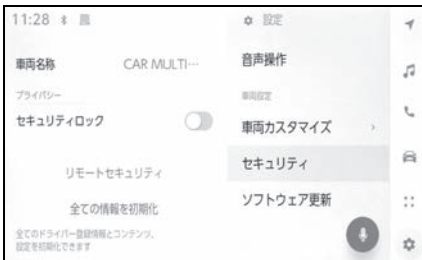 11:28
設定
車両名称 CAR MULTI…
プライバシー
セキュリティロック
リモートセキュリティ
全ての情報を初期化
全てのドライバー登録情報とコンテンツ、
設定を初期化できます
音声操作
車両設定
車両カスタマイズ
セキュリティ
ソフトウェア更新